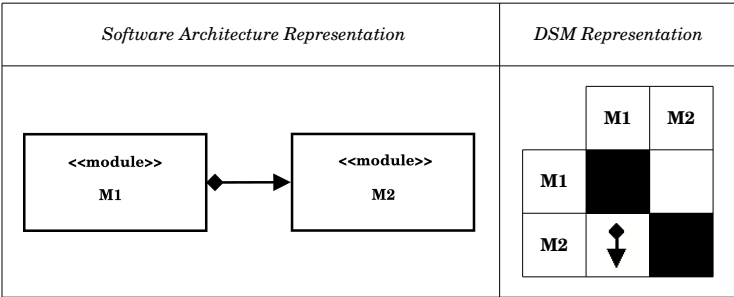 Software Architecture Representation
DSM Representation
<<module>>
M1
<<module>>
M2
M1 M2
M1
M2